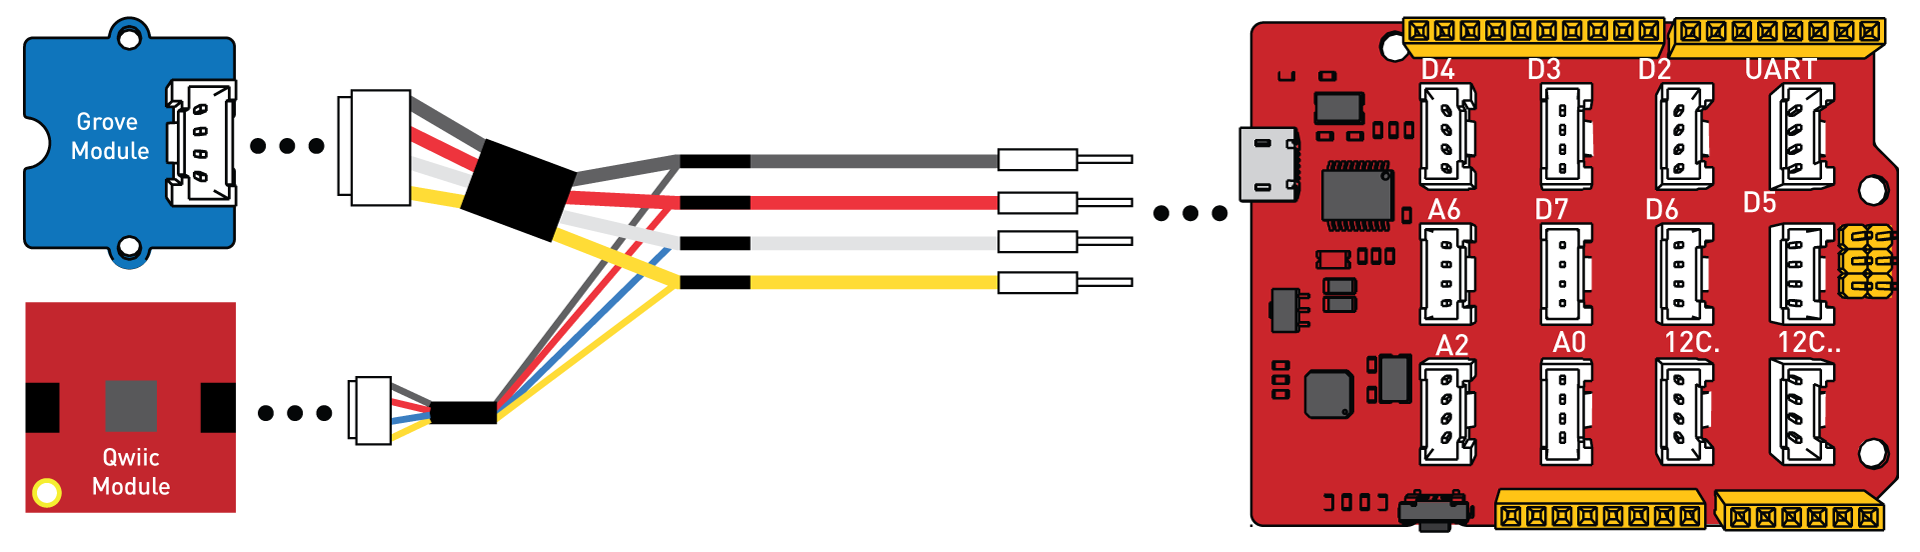 Grove
Module
Qwiic
Module
D4 D3 D2 UART
A6 D7 D6 D5
A2 A0 12C. 12C..